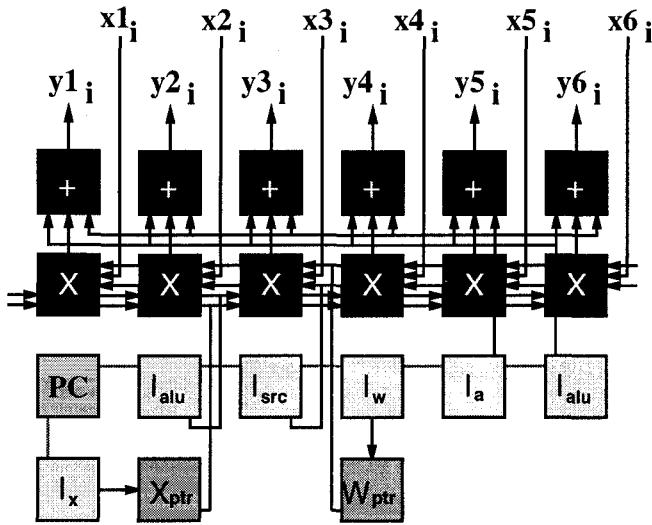 x1i x2i x3i x4i x5i x6i
y1i y2i y3i y4i y5i y6i
+ + + + + +
X X X X X X
PC Ialu Isrc Iw Ia Ialu
Ix Xptr Wptr